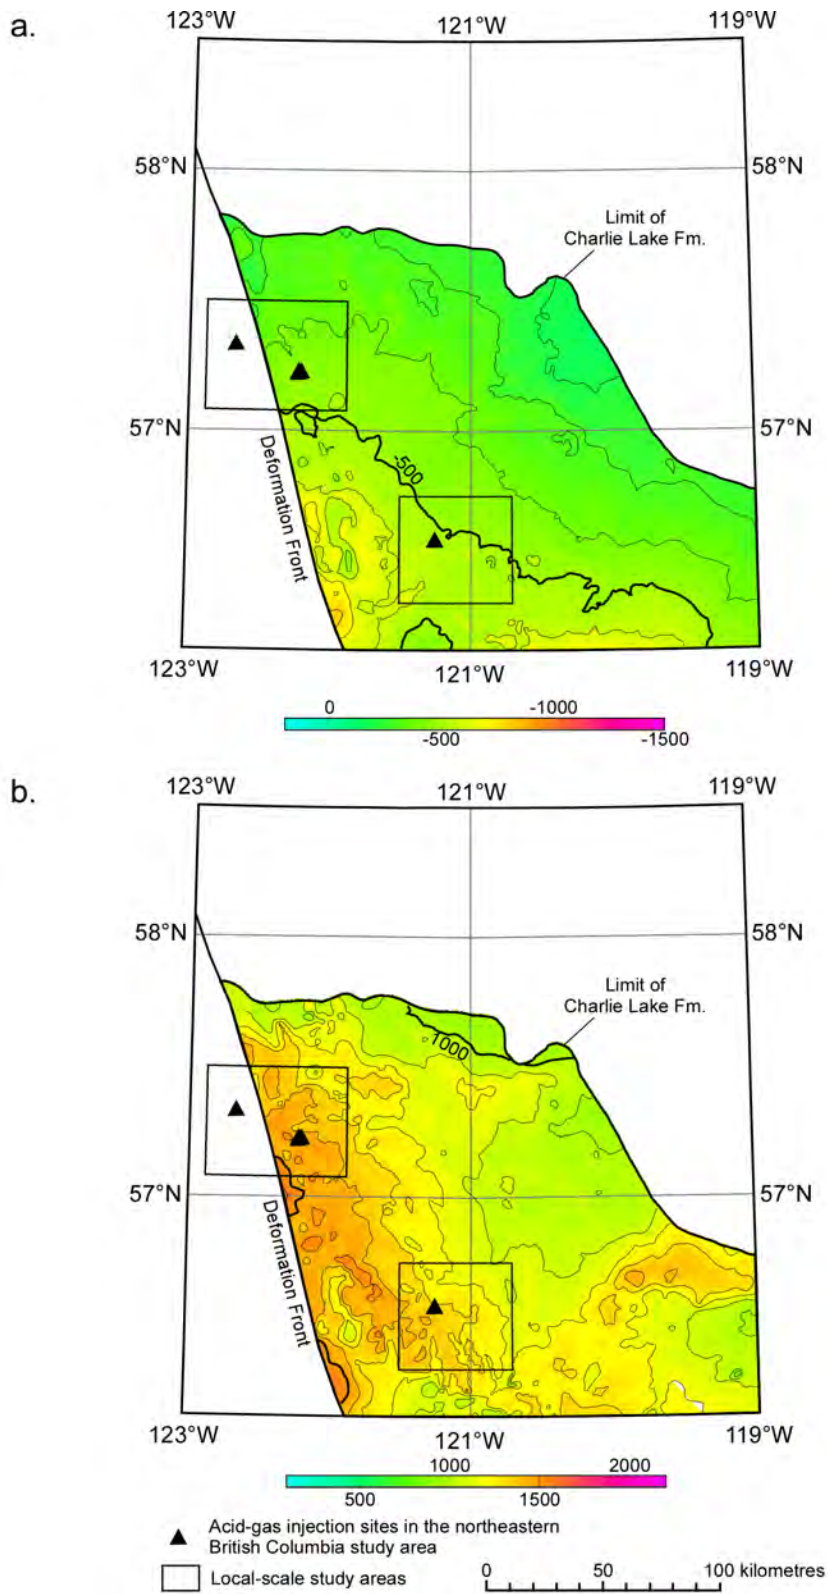 a.
123°W 121°W 119°W
58°N 58°N
Limit of
Charlie Lake Fm.
57°N 57°N
-500
Deformation Front
123°W 121°W 119°W
0 -1000
-500 -1500
b.
123°W 121°W 119°W
58°N 58°N
Limit of
Charlie Lake Fm.
1000
57°N 57°N
Deformation Front
123°W 121°W 119°W
1000 2000
500 1500
Acid-gas injection sites in the northeastern
British Columbia study area
Local-scale study areas
0 50 100 kilometres